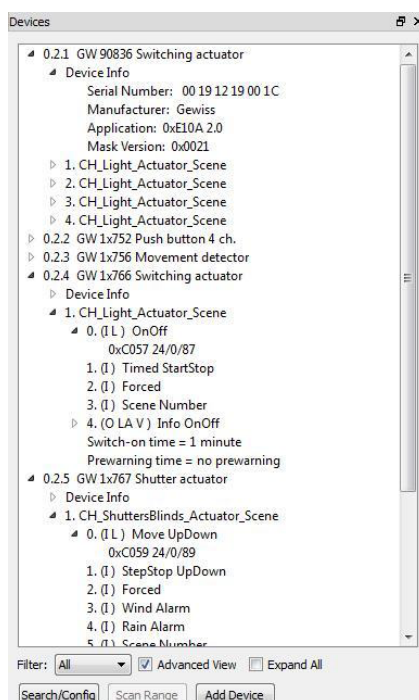 Devices
0.2.1 GW 90836 Switching actuator
Device Info
Serial Number: 00 19 12 19 00 1C
Manufacturer: Gewiss
Application: 0xE10A 2.0
Mask Version: 0x0021
1. CH_Light_Actuator_Scene
2. CH_Light_Actuator_Scene
3. CH_Light_Actuator_Scene
4. CH_Light_Actuator_Scene
0.2.2 GW 1x752 Push button 4 ch.
0.2.3 GW 1x756 Movement detector
0.2.4 GW 1x766 Switching actuator
Device Info
1. CH_Light_Actuator_Scene
0. (I L ) OnOff
0xC057 24/0/87
1. (I ) Timed StartStop
2. (I ) Forced
3. (I ) Scene Number
4. (O LA V ) Info OnOff
Switch-on time = 1 minute
Prewarning time = no prewarning
0.2.5 GW 1x767 Shutter actuator
Device Info
1. CH_ShuttersBlinds_Actuator_Scene
0. (I L ) Move UpDown
0xC059 24/0/89
1. (I ) StepStop UpDown
2. (I ) Forced
3. (I ) Wind Alarm
4. (I ) Rain Alarm
5. (I ) Scene Number
Filter: All Advanced View Expand All
Search/Config Scan Range Add Device